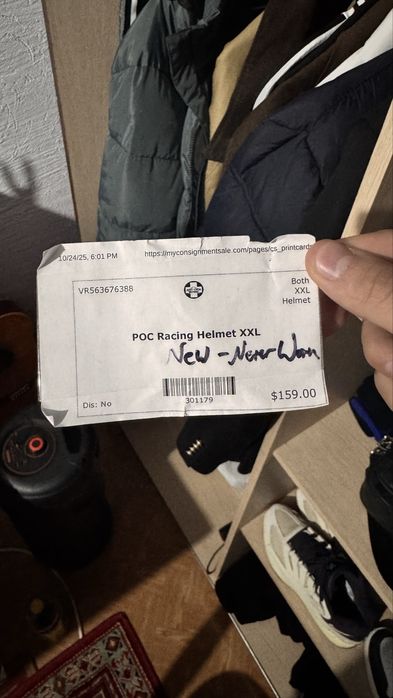 10/24/25, 6:01 PM
https://myconsignmentsale.com/pages/cs_printcard
VR563676388
Both
XXL
Helmet
POC Racing Helmet XXL
New - Never Worn
301179
Dis: No
$159.00